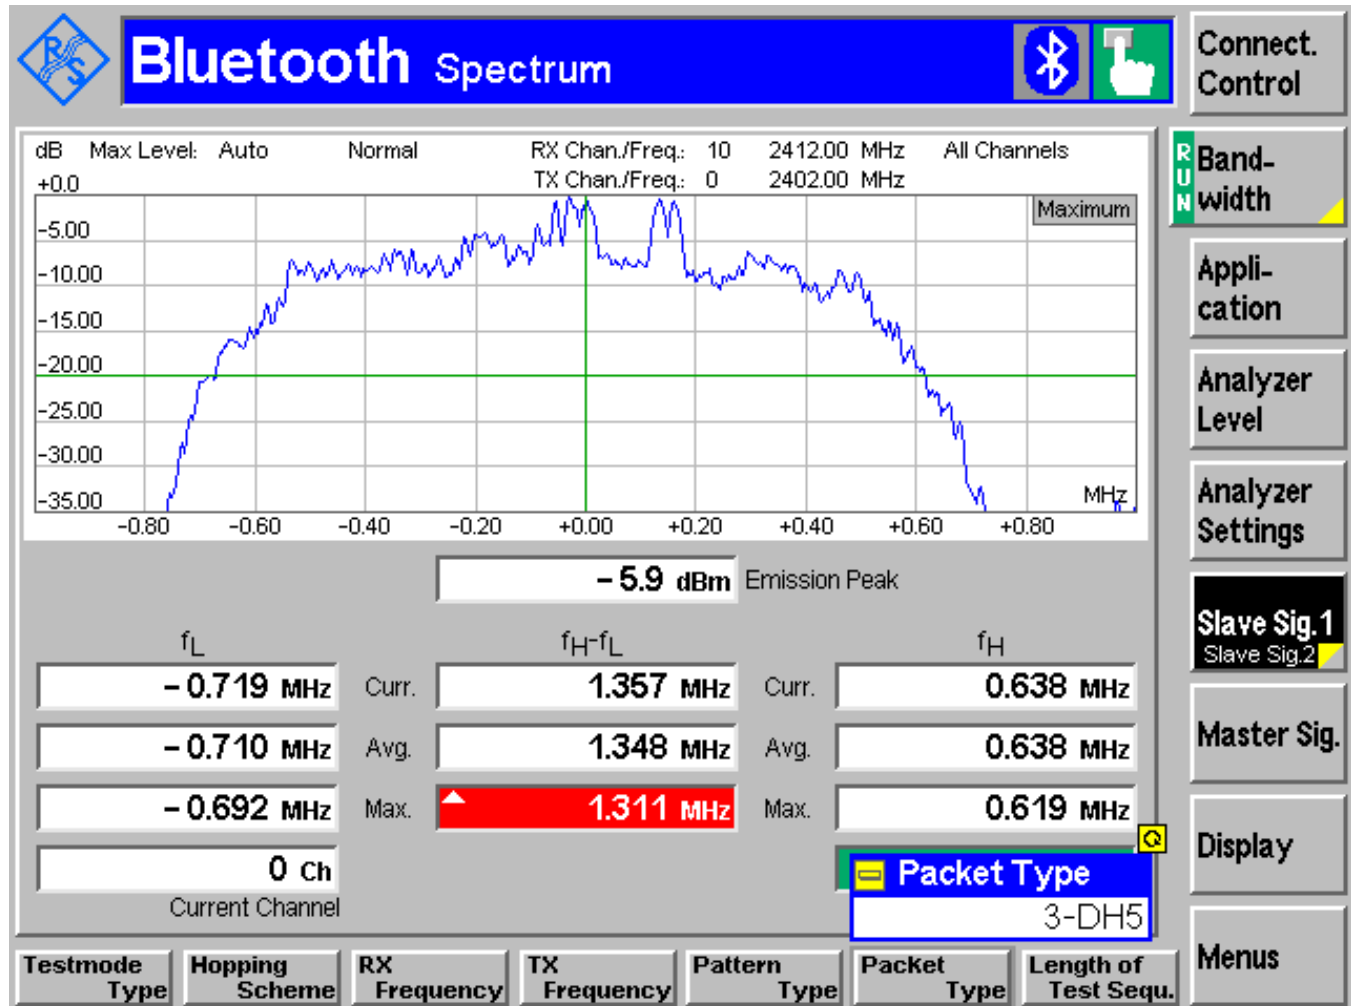 R S
Bluetooth Spectrum
Connect.
Control
dB Max Level: Auto Normal RX Chan./Freq.: 10 2412.00 MHz All Channels
+0.0 TX Chan./Freq.: 0 2402.00 MHz
Maximum
-5.00
-10.00
-15.00
-20.00
-25.00
-30.00
-35.00
MHz
-0.80 -0.60 -0.40 -0.20 +0.00 +0.20 +0.40 +0.60 +0.80
RUN
Band-
width
Appli-
cation
Analyzer
Level
Analyzer
Settings
Slave Sig.1
Slave Sig.2
Master Sig.
Display
Menus
-5.9 dBm Emission Peak
fL fH-fL fH
-0.719 MHz Curr. 1.357 MHz Curr. 0.638 MHz
-0.710 MHz Avg. 1.348 MHz Avg. 0.638 MHz
-0.692 MHz Max. 1.311 MHz Max. 0.619 MHz
0 Ch
Current Channel
Packet Type
3-DH5
Testmode
Type
Hopping
Scheme
RX
Frequency
TX
Frequency
Pattern
Type
Packet
Type
Length of
Test Sequ.